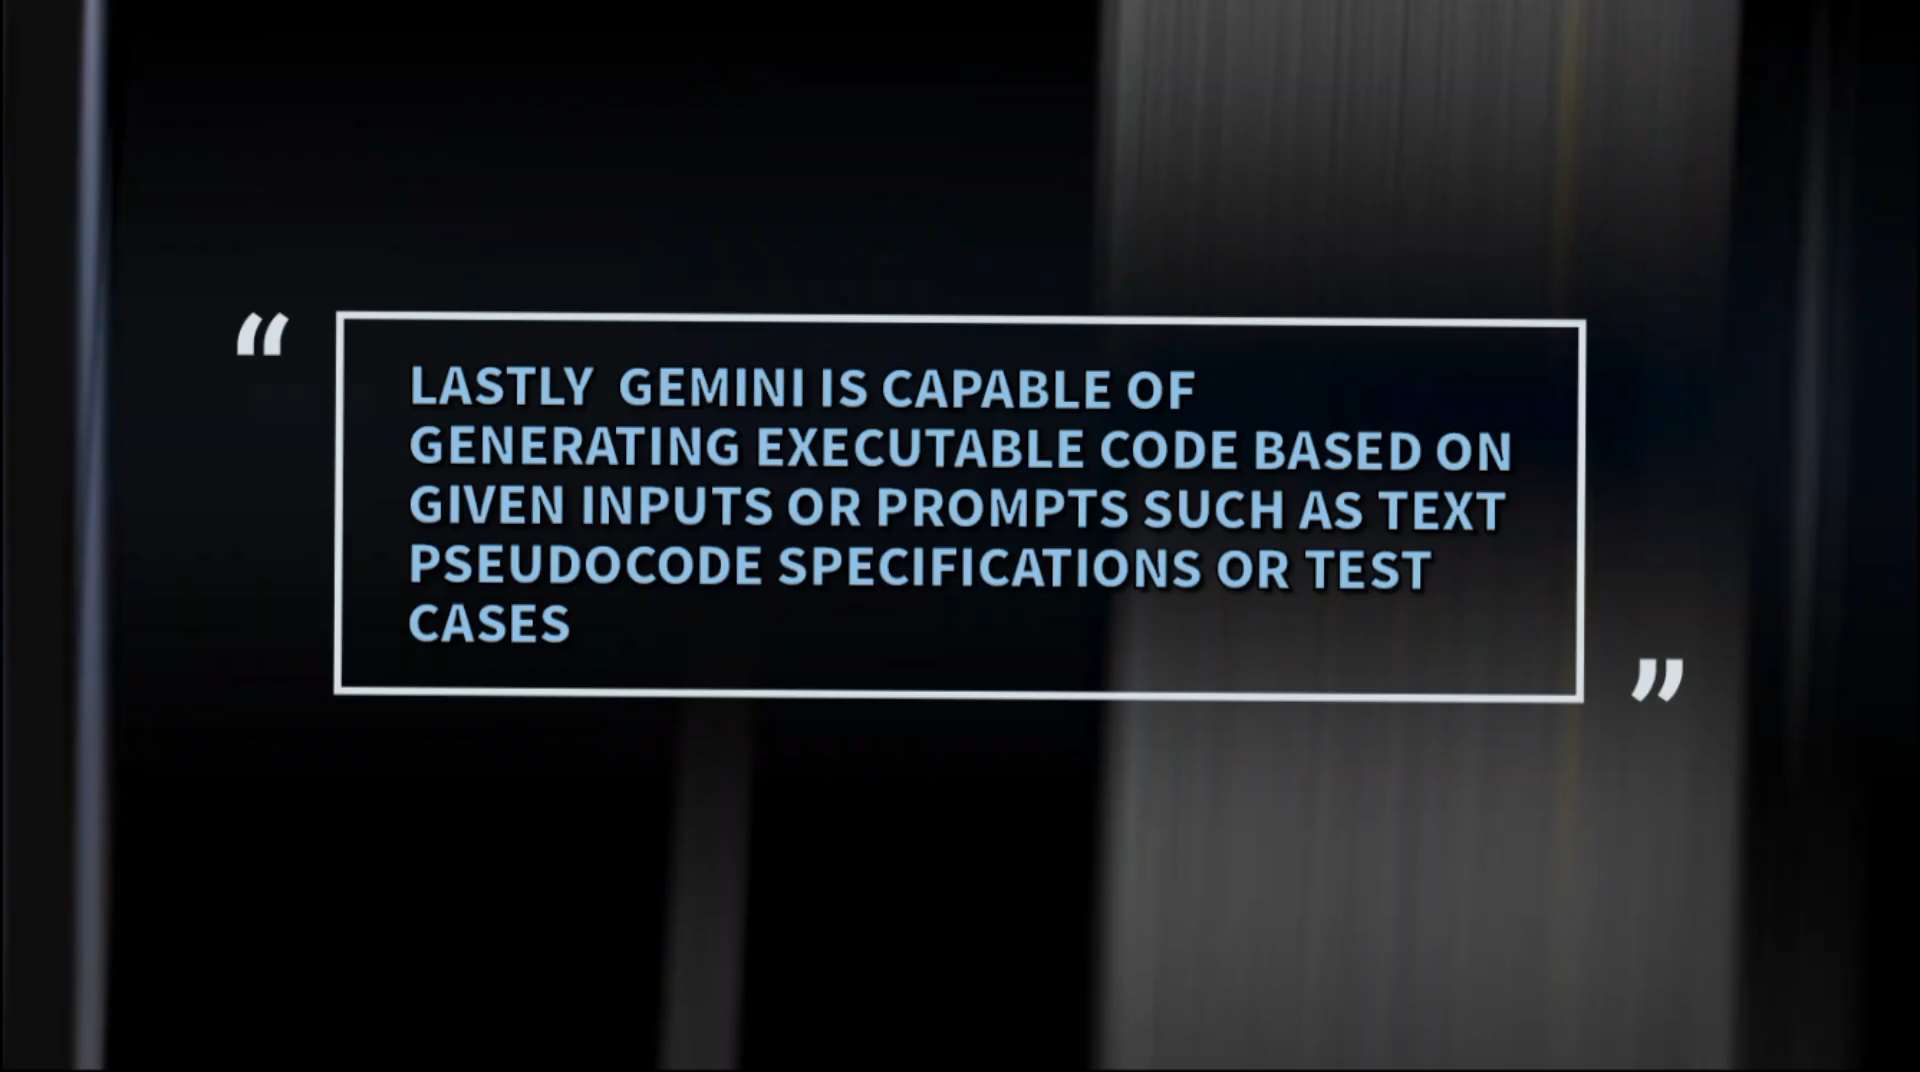 “
LASTLY  GEMINI IS CAPABLE OF
GENERATING EXECUTABLE CODE BASED ON
GIVEN INPUTS OR PROMPTS SUCH AS TEXT
PSEUDOCODE SPECIFICATIONS OR TEST
CASES
”